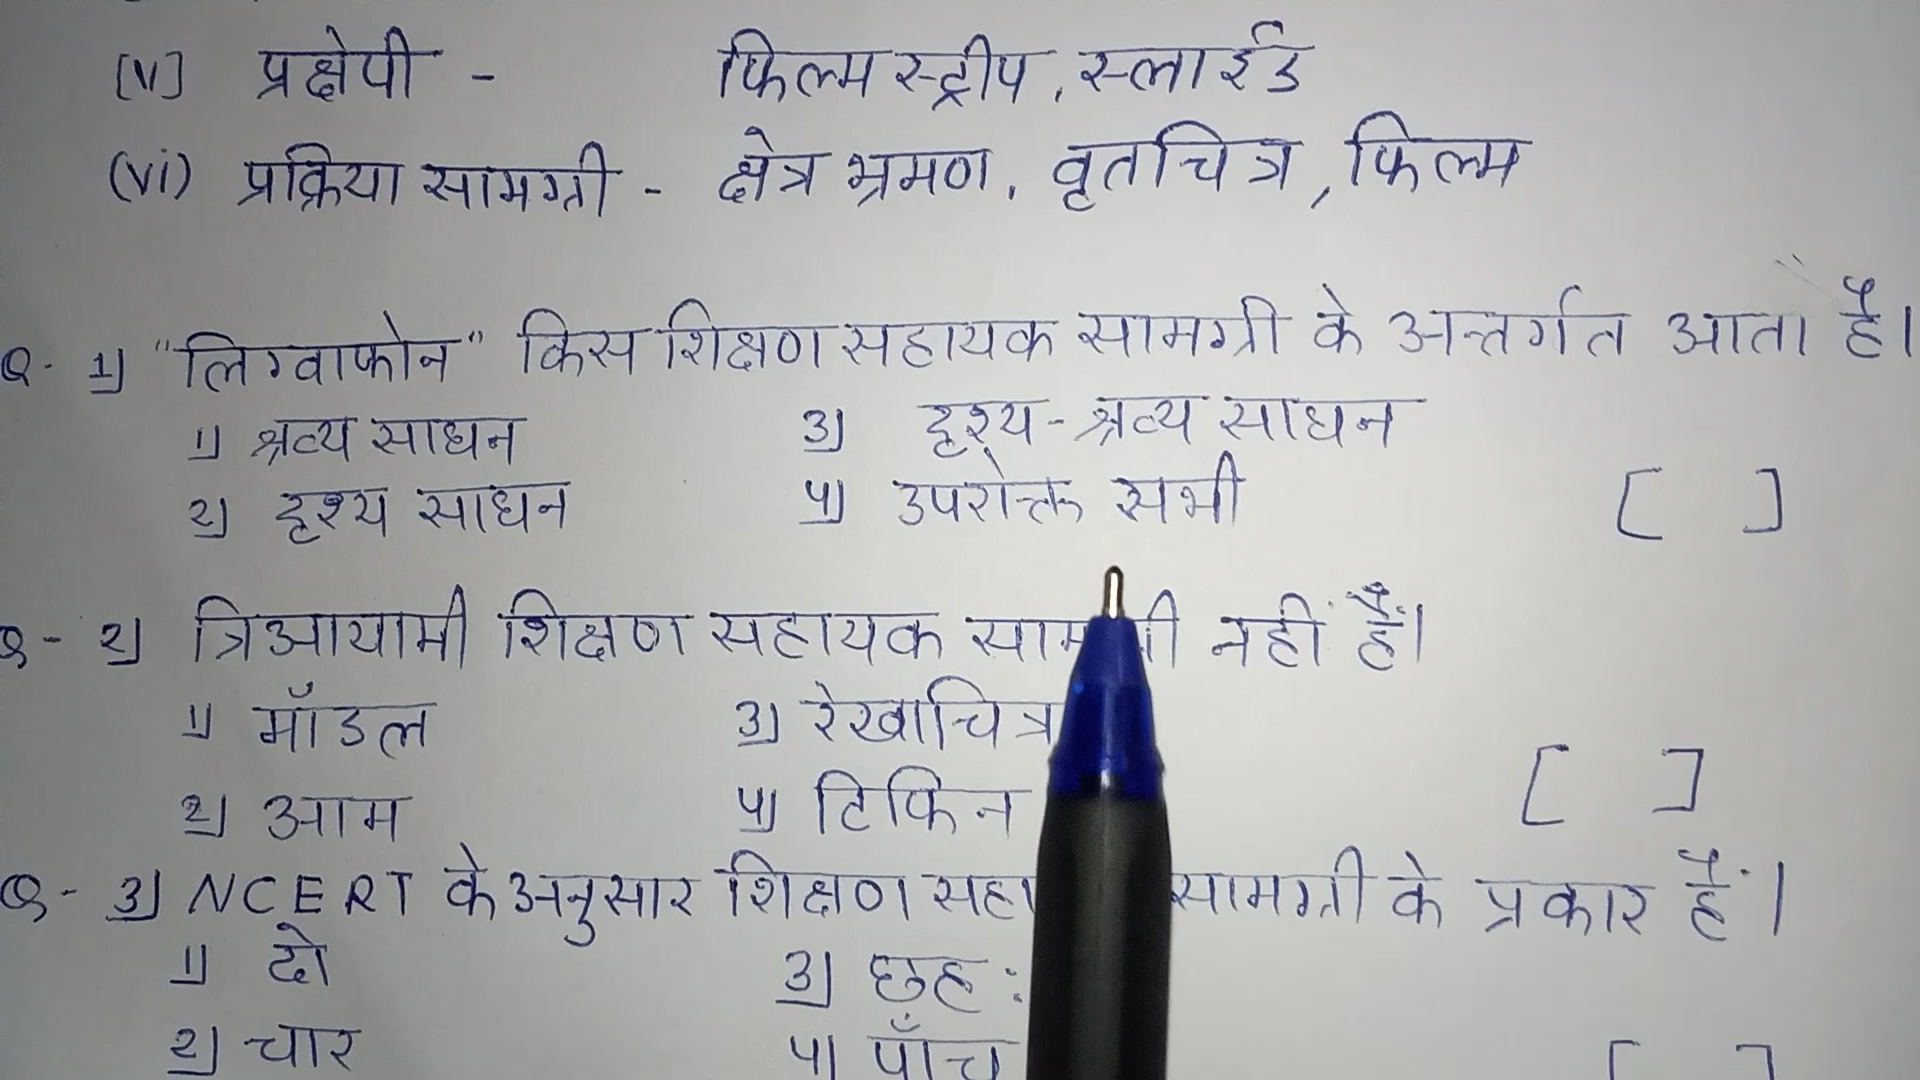 (v) प्रक्षेपी - फिल्म स्ट्रीप, स्लाईड
(vi) प्रक्रिया सामग्री - क्षेत्र भ्रमण, वृतचित्र, फिल्म
Q. 1) "लिग्वाफोन" किस शिक्षण सहायक सामग्री के अन्तर्गत आता है।
1) श्रव्य साधन 3) दृश्य-श्रव्य साधन
2) दृश्य साधन 4) उपरोक्त सभी [ ]
Q- 2) त्रिआयामी शिक्षण सहायक नहीं हैं।
1) मॉडल 3) रेखाचित्र
2) आम 4) टिफिन [ ]
Q- 3) NCERT के अनुसार शिक्षण सामग्री के प्रकार हैं।
1) दो 3) छह:
2) चार 4) पाँच [ ]